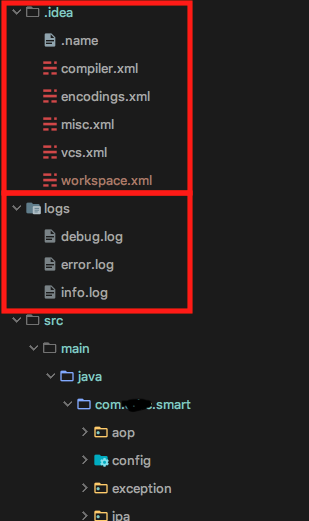 .idea
.name
compiler.xml
encodings.xml
misc.xml
vcs.xml
workspace.xml
logs
debug.log
error.log
info.log
src
main
java
com. .smart
aop
config
exception
jpa